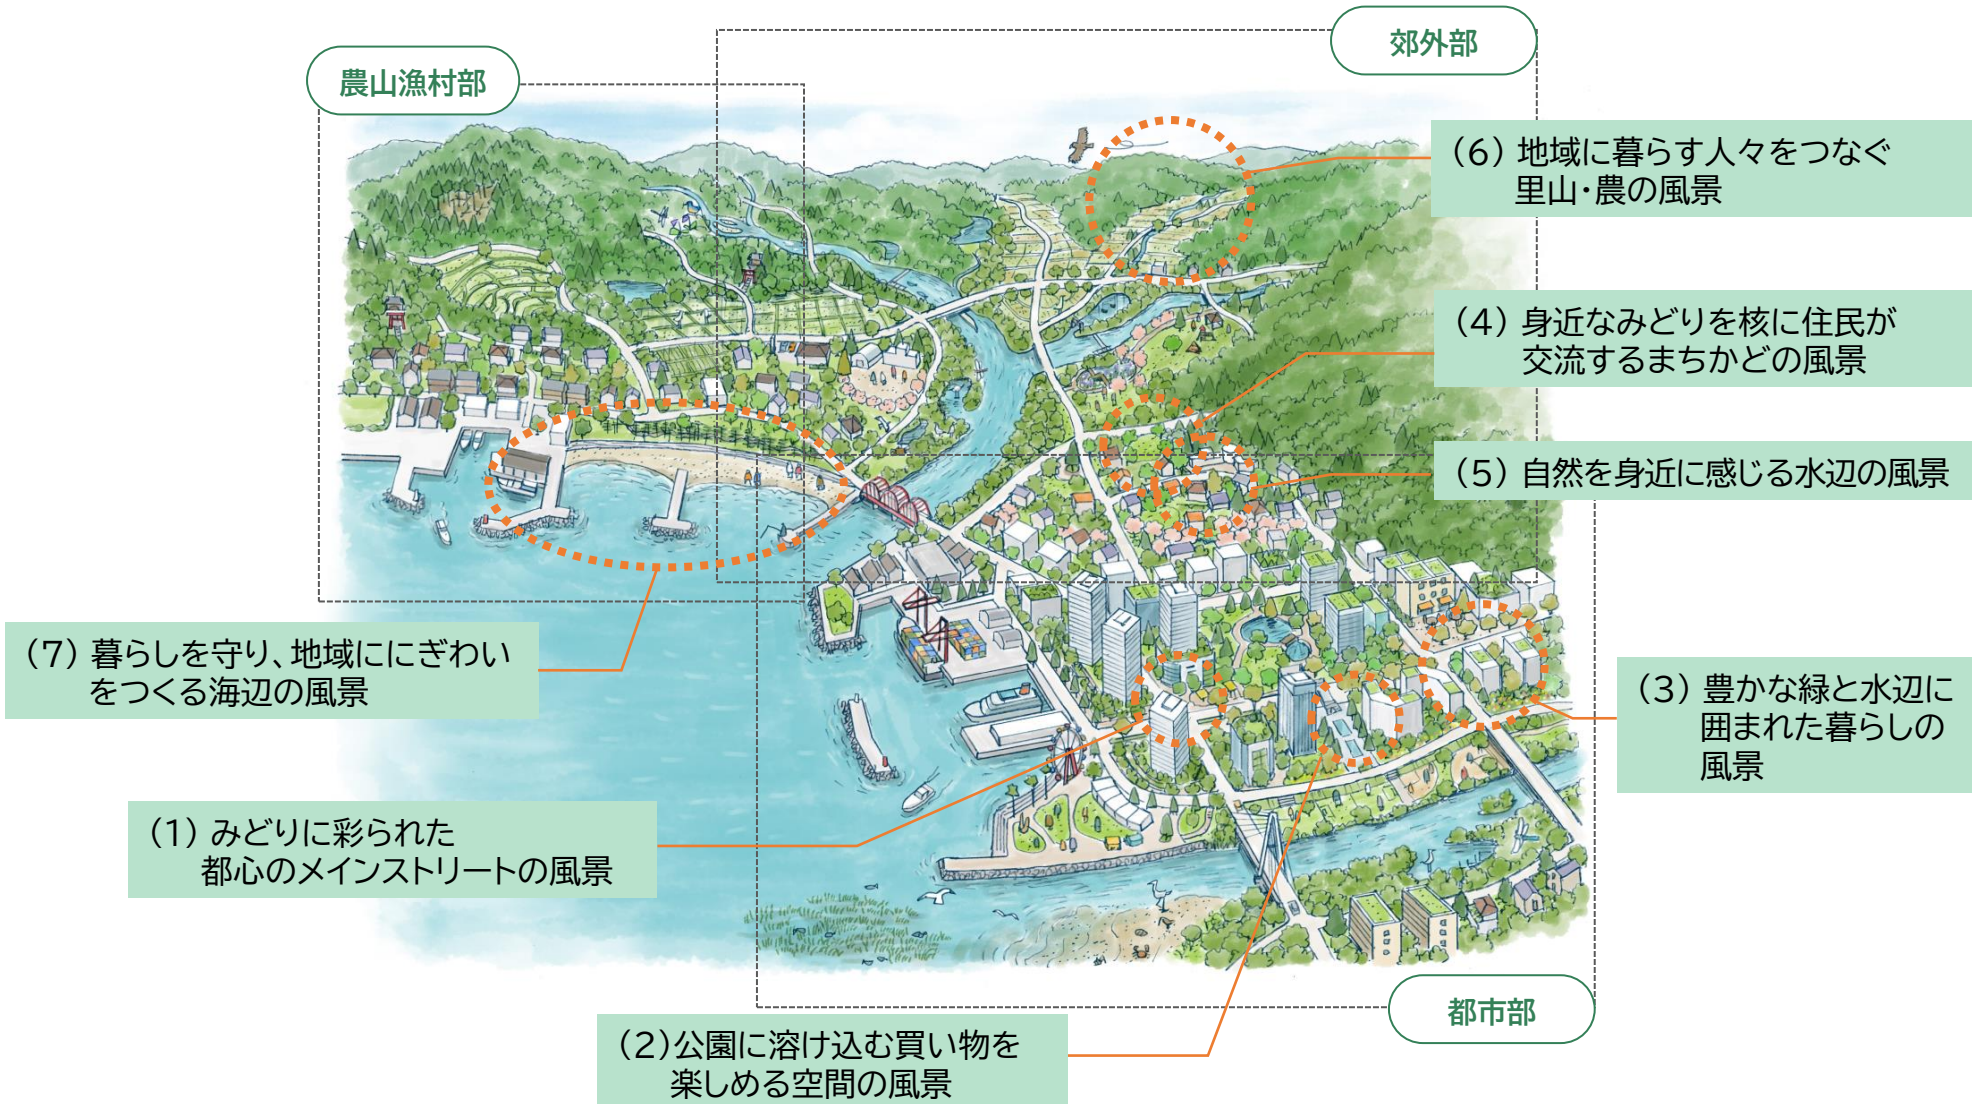 郊外部
農山漁村部
(6) 地域に暮らす人々をつなぐ
里山・農の風景
(4) 身近なみどりを核に住民が
交流するまちかどの風景
(5) 自然を身近に感じる水辺の風景
(7) 暮らしを守り、地域ににぎわい
をつくる海辺の風景
(3) 豊かな緑と水辺に
囲まれた暮らしの
風景
(1) みどりに彩られた
都心のメインストリートの風景
都市部
(2)公園に溶け込む買い物を
楽しめる空間の風景